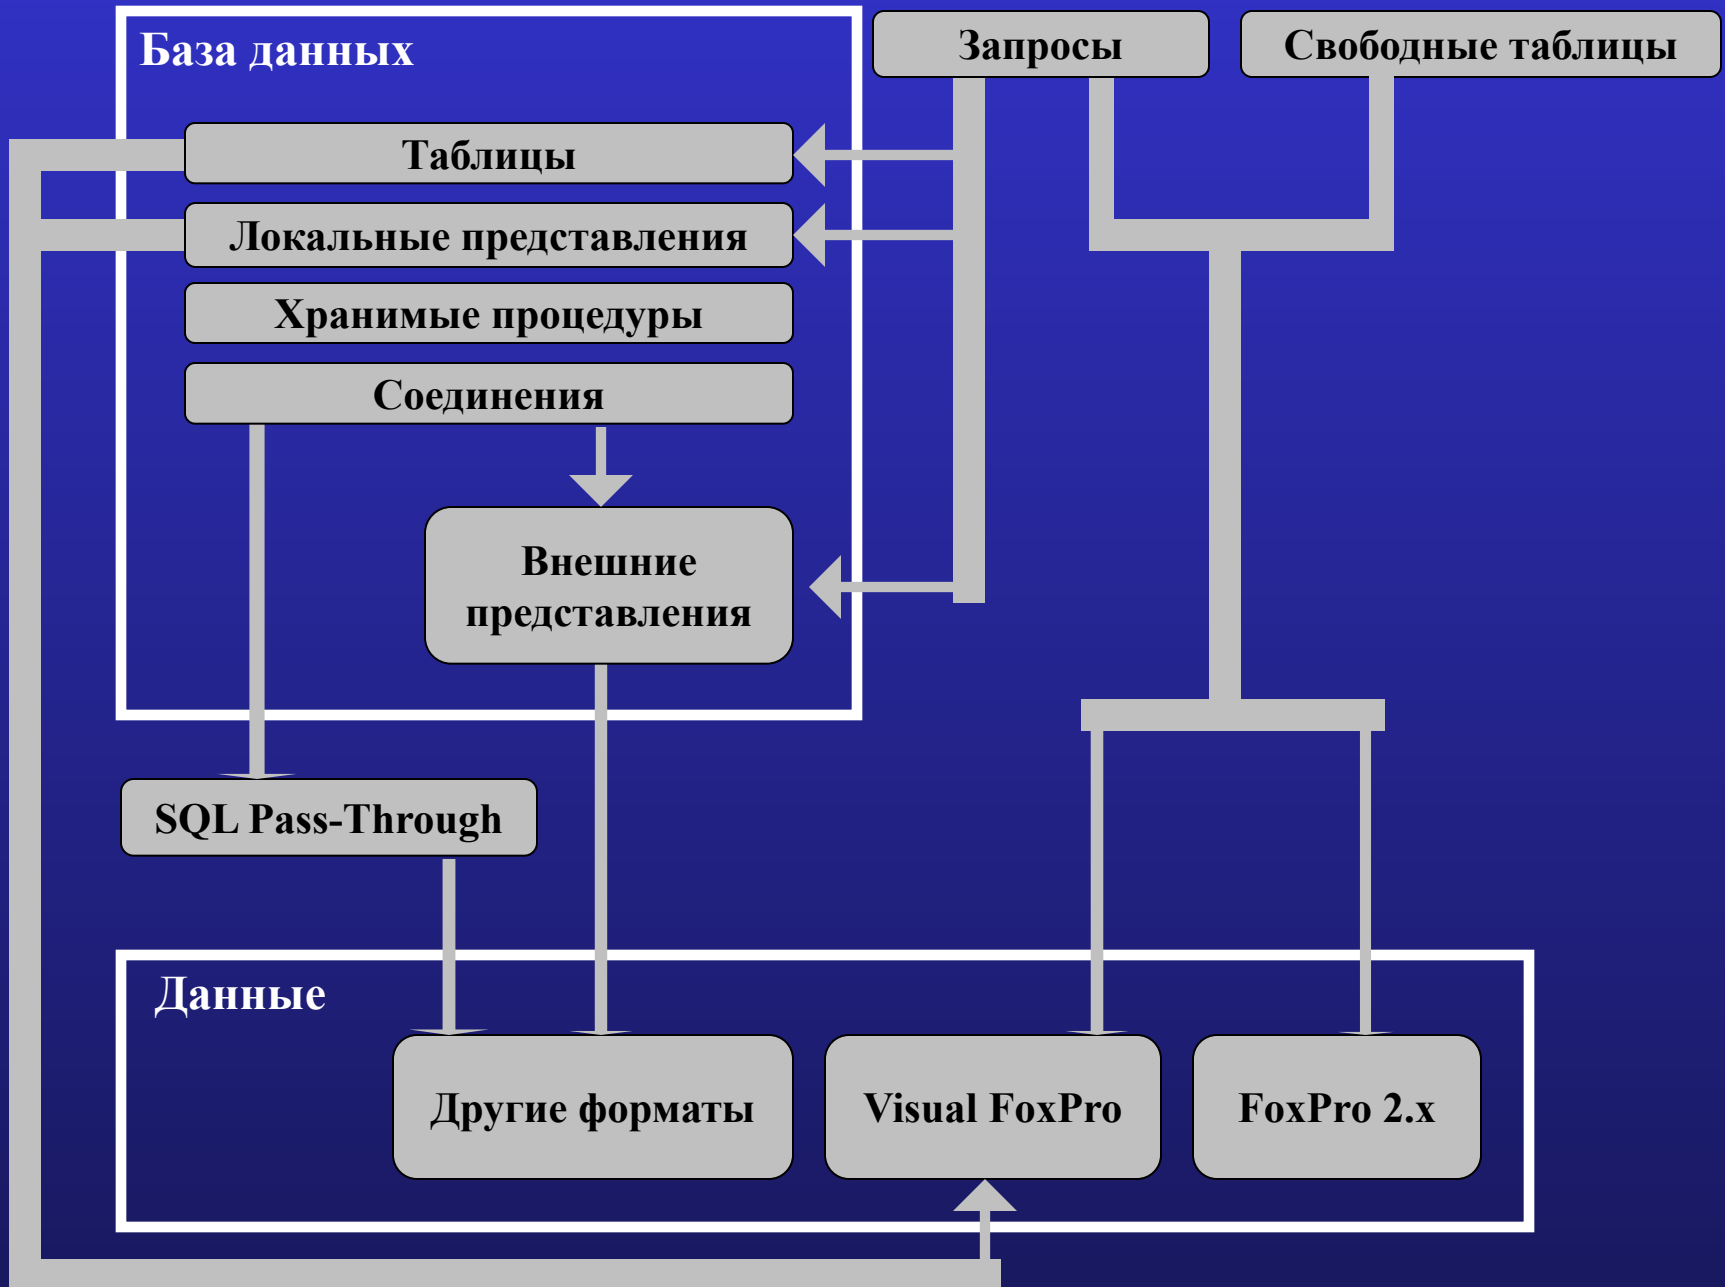 База данных
Запросы
Свободные таблицы
Таблицы
Локальные представления
Хранимые процедуры
Соединения
Внешние
представления
SQL Pass-Through
Данные
Другие форматы
Visual FoxPro
FoxPro 2.x